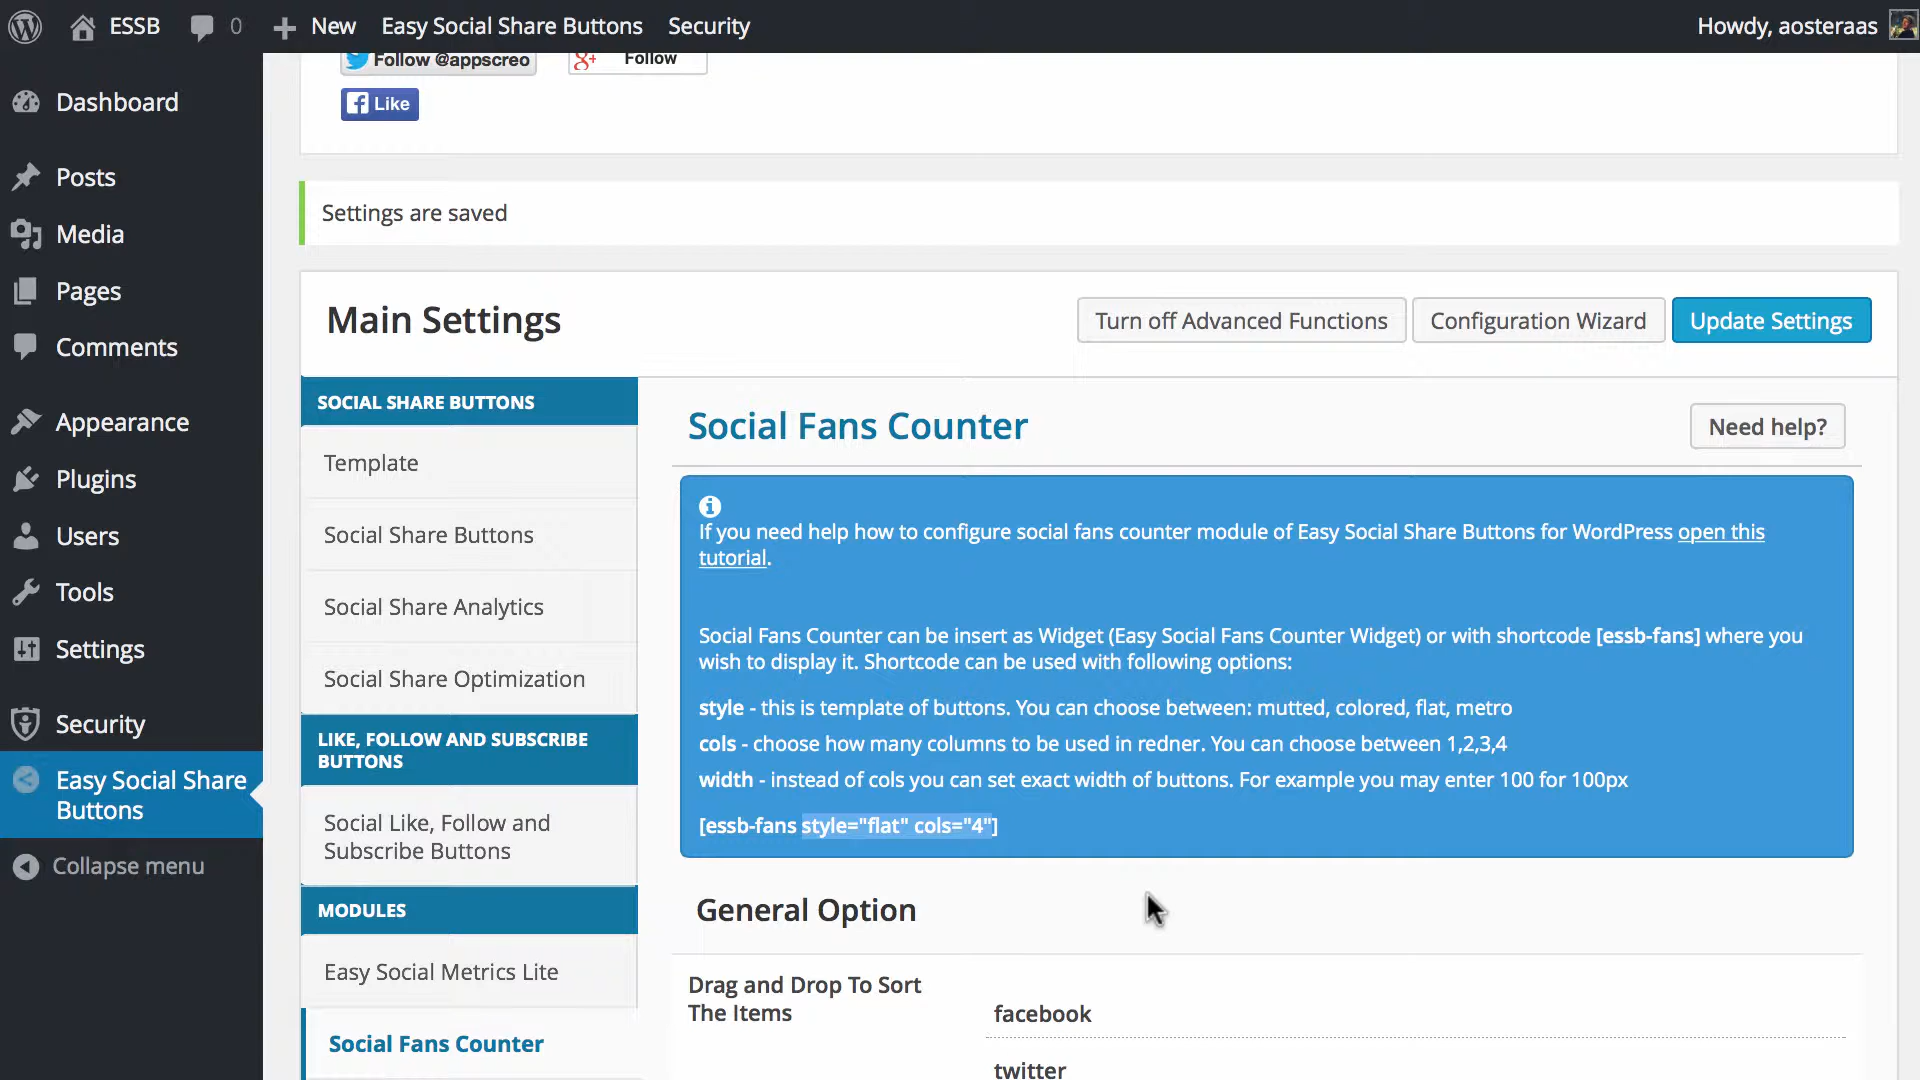 ESSB
0
New
Easy Social Share Buttons
Security
Howdy, aosteraas
Dashboard
Posts
Media
Pages
Comments
Appearance
Plugins
Users
Tools
Settings
Security
Easy Social Share
Buttons
Collapse menu
Follow @appscreo
g+ Follow
Like
Settings are saved
Main Settings
Turn off Advanced Functions
Configuration Wizard
Update Settings
SOCIAL SHARE BUTTONS
Template
Social Share Buttons
Social Share Analytics
Social Share Optimization
LIKE, FOLLOW AND SUBSCRIBE
BUTTONS
Social Like, Follow and
Subscribe Buttons
MODULES
Easy Social Metrics Lite
Social Fans Counter
Social Fans Counter
Need help?
If you need help how to configure social fans counter module of Easy Social Share Buttons for WordPress open this
tutorial.
Social Fans Counter can be insert as Widget (Easy Social Fans Counter Widget) or with shortcode [essb-fans] where you
wish to display it. Shortcode can be used with following options:
style - this is template of buttons. You can choose between: mutted, colored, flat, metro
cols - choose how many columns to be used in redner. You can choose between 1,2,3,4
width - instead of cols you can set exact width of buttons. For example you may enter 100 for 100px
[essb-fans style="flat" cols="4"]
General Option
Drag and Drop To Sort
The Items
facebook
twitter